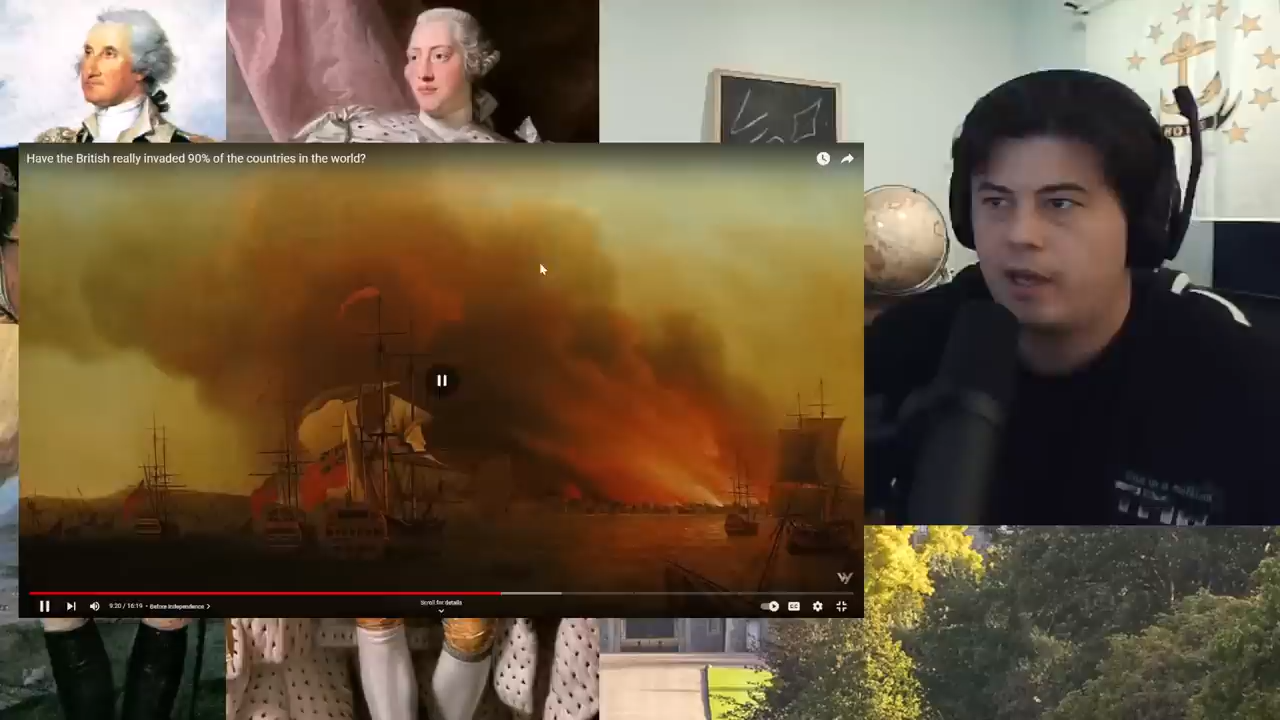 Have the British really invaded 90% of the countries in the world?
9:20 / 16:19 • Before Independence >
Scroll for details
CC